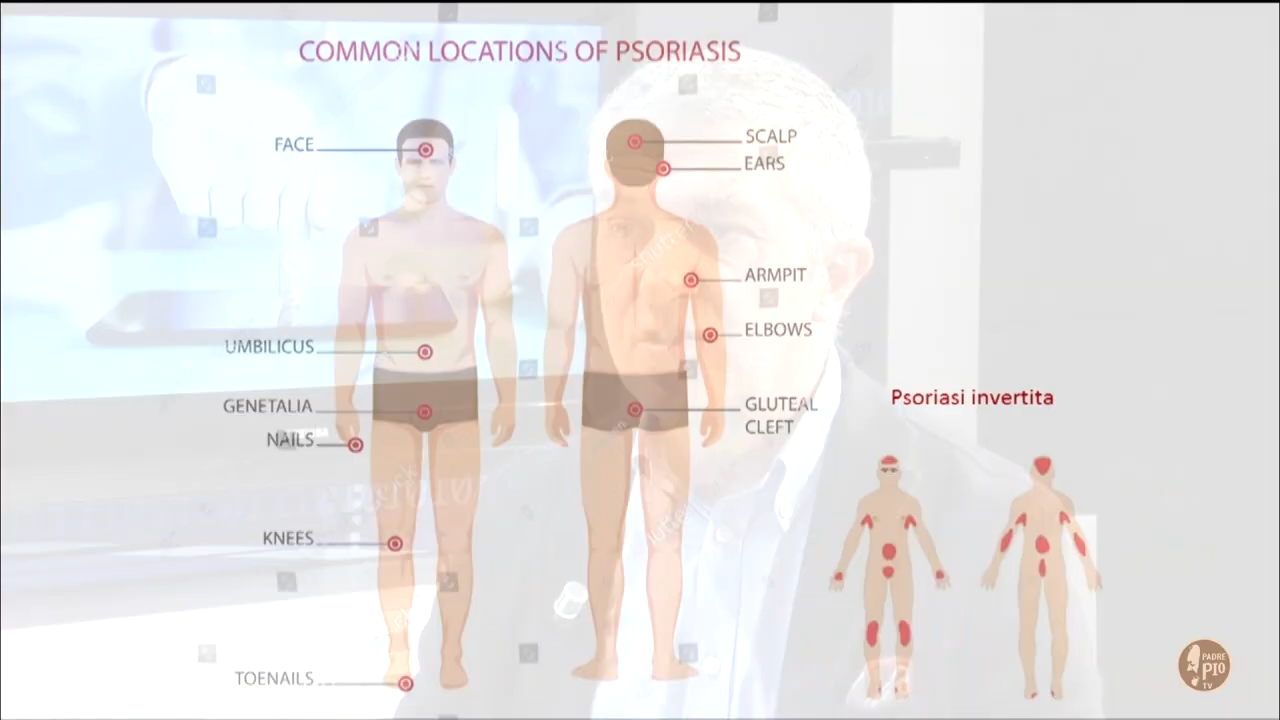 COMMON LOCATIONS OF PSORIASIS
FACE
SCALP
EARS
ARMPIT
ELBOWS
UMBILICUS
GENETALIA
GLUTEAL
CLEFT
NAILS
KNEES
TOENAILS
Psoriasi invertita
PADRE
PIO
TV